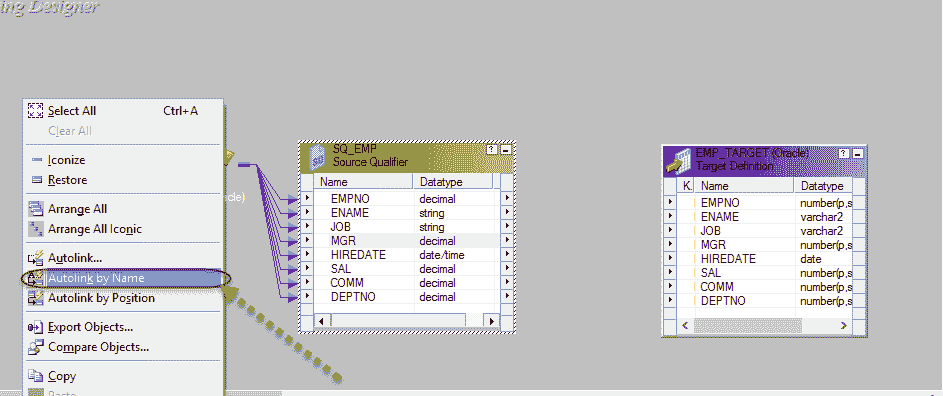 ing Designer
Select All Ctrl+A
Clear All
Iconize
Restore
Arrange All
Arrange All Iconic
Autolink...
Autolink by Name
Autolink by Position
Export Objects...
Compare Objects...
Copy
Paste
cle)
SQ_EMP
Source Qualifier
Name Datatype
EMPNO decimal
ENAME string
JOB string
MGR decimal
HIREDATE date/time
SAL decimal
COMM decimal
DEPTNO decimal
EMP_TARGET (Oracle)
Target Definition
K Name Datatype
EMPNO number(p,s
ENAME varchar2
JOB varchar2
MGR number(p,s
HIREDATE date
SAL number(p,s
COMM number(p,s
DEPTNO number(p,s